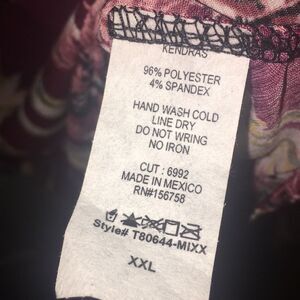 KENDRAS
96% POLYESTER
4% SPANDEX
HAND WASH COLD
LINE DRY
DO NOT WRING
NO IRON
CUT : 6992
MADE IN MEXICO
RN#156758
Style# T80644-MIXX
XXL